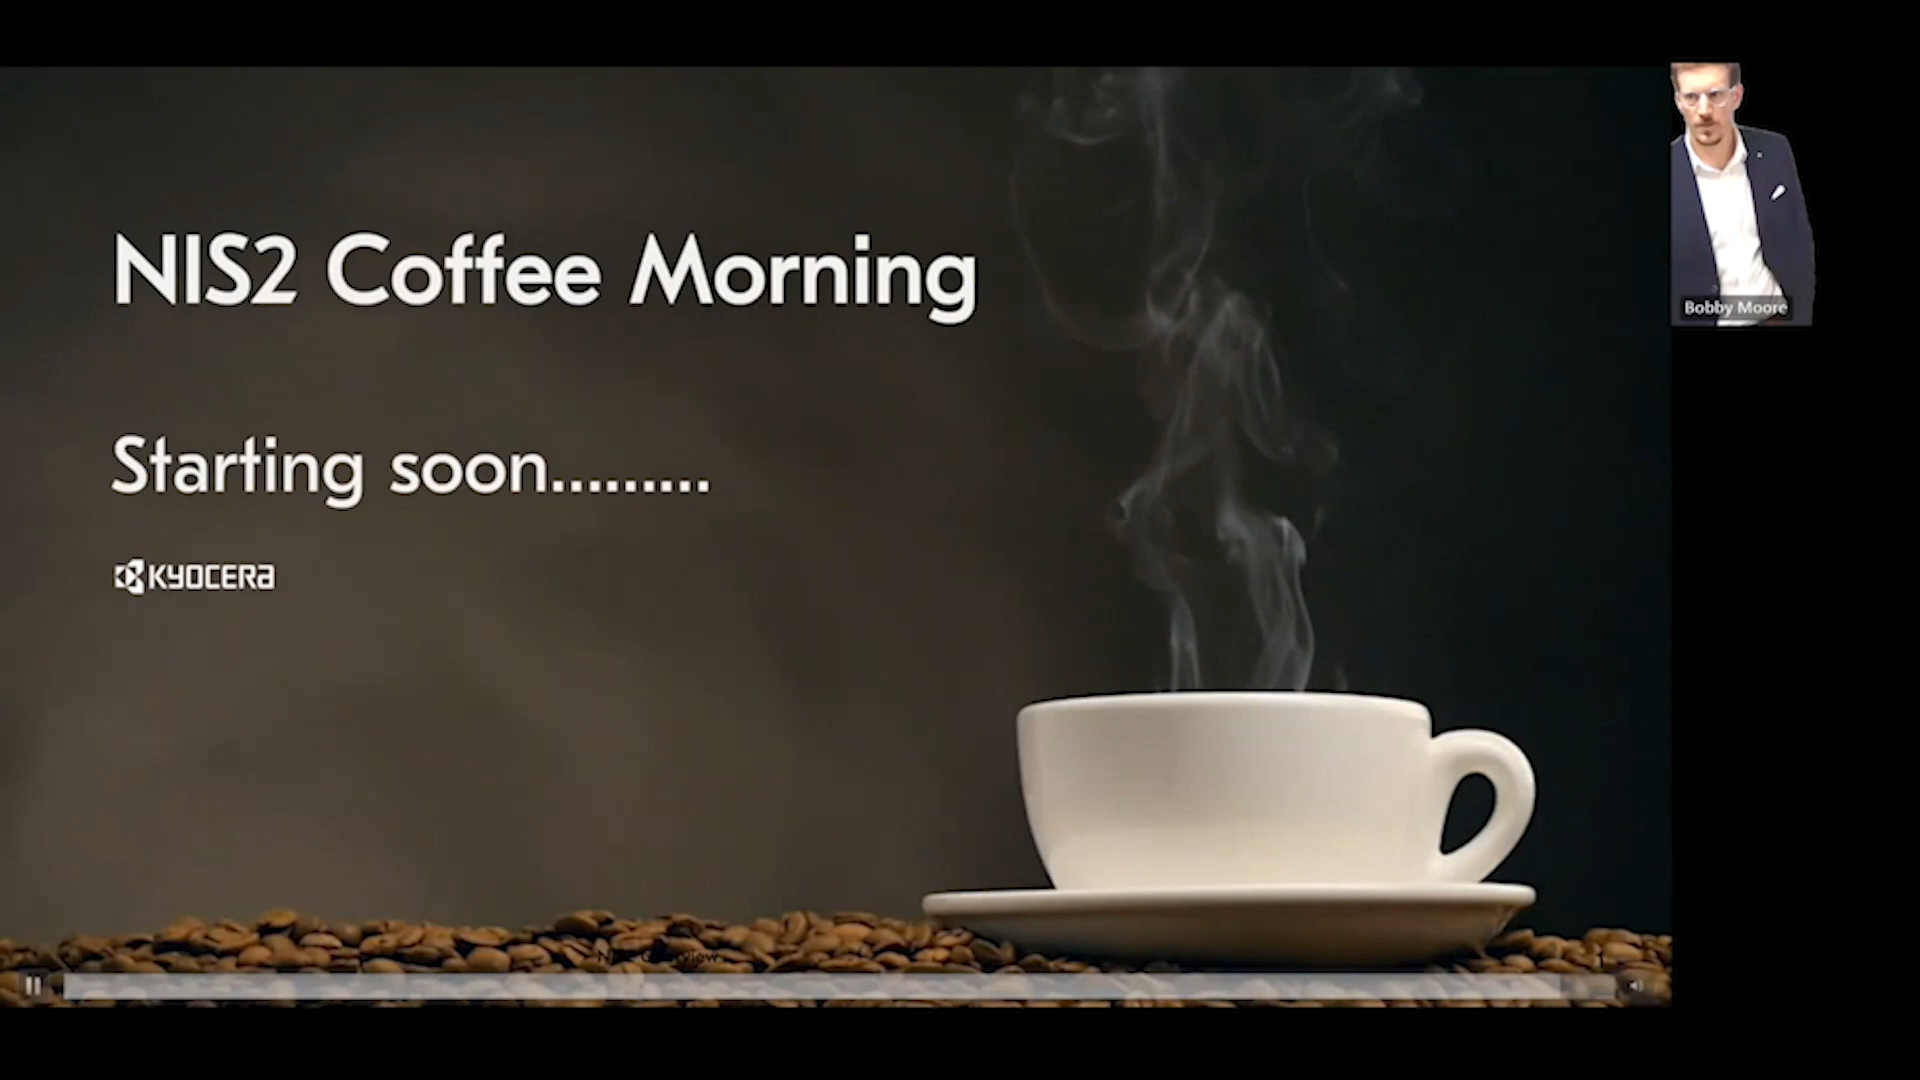 NIS2 Coffee Morning
Starting soon.........
KYOCERA
Bobby Moore